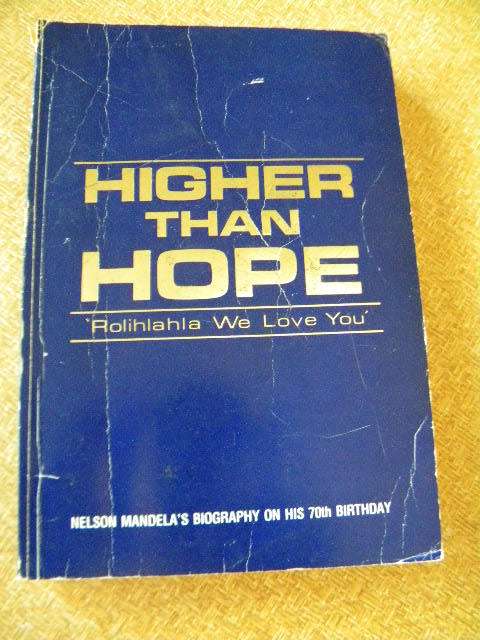 HIGHER
THAN
HOPE
'Rolihlahla We Love You'
NELSON MANDELA'S BIOGRAPHY ON HIS 70th BIRTHDAY